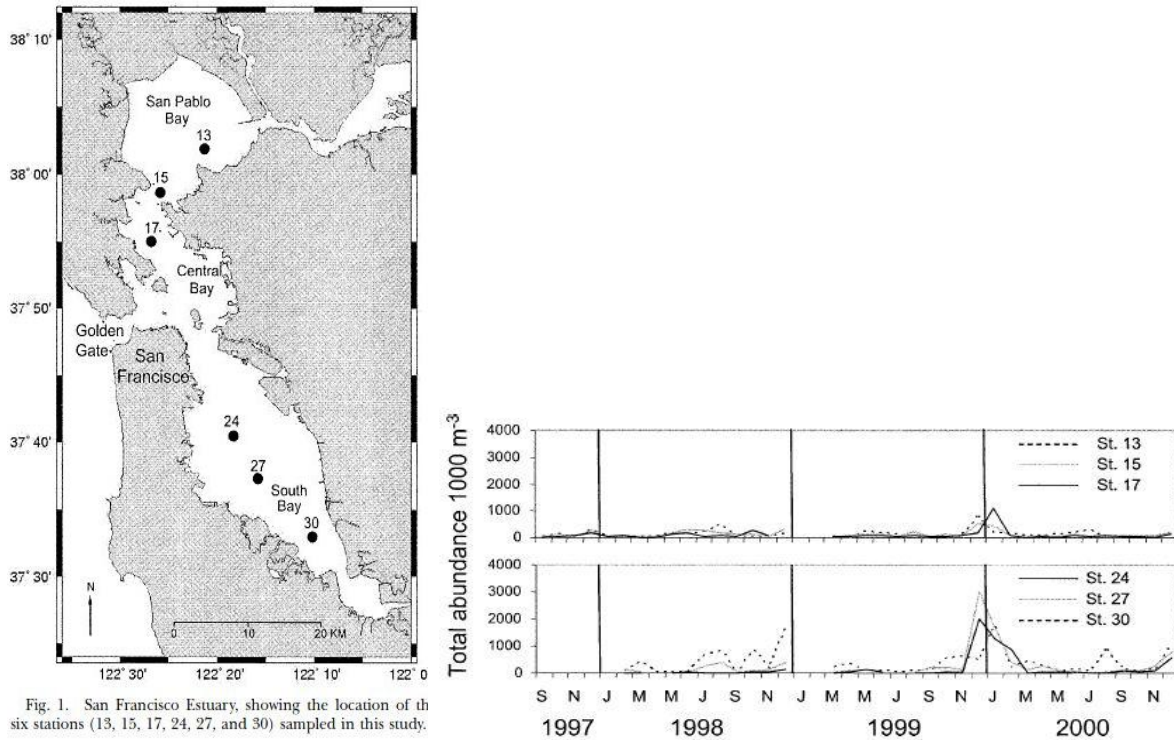 38° 10'
38° 00'
37° 50'
37° 40'
37° 30'
San Pablo
Bay
13
15
17
Central
Bay
Golden
Gate
San
Francisco
24
27
South
Bay
30
N
0 10 20 KM
122° 30' 122° 20' 122° 10' 122° 0
Fig. 1. San Francisco Estuary, showing the location of th
six stations (13, 15, 17, 24, 27, and 30) sampled in this study.
Total abundance 1000 m-3
4000
3000
2000
1000
0
St. 13
St. 15
St. 17
4000
3000
2000
1000
0
St. 24
St. 27
St. 30
S N J M M J S N J M M J S N J M M J S N
1997 1998 1999 2000